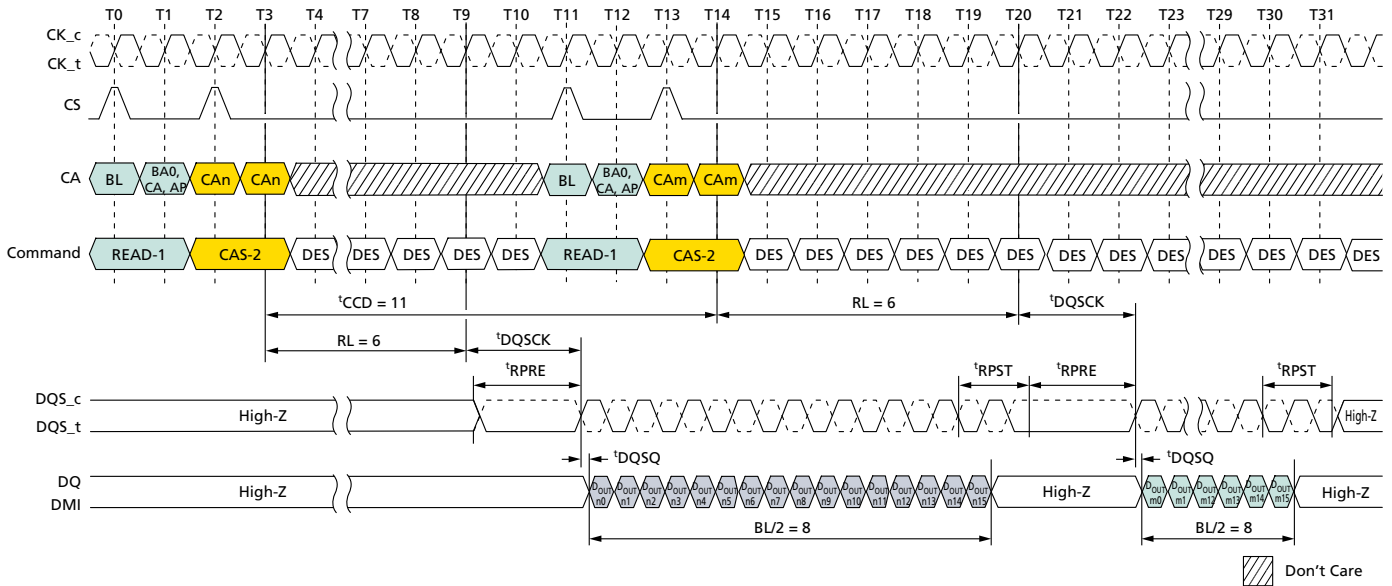 T0 T1 T2 T3 T4 T7 T8 T9 T10 T11 T12 T13 T14 T15 T16 T17 T18 T19 T20 T21 T22 T23 T29 T30 T31
CK_c
CK_t
CS
CA BL BA0, CA, AP CAn CAn BL BA0, CA, AP CAm CAm
Command READ-1 CAS-2 DES DES DES DES DES READ-1 CAS-2 DES DES DES DES DES DES DES DES DES DES DES DES DES
tCCD = 11 RL = 6 tDQSCK
RL = 6 tDQSCK
tRPRE tRPST tRPRE tRPST
DQS_c
DQS_t
High-Z High-Z
tDQSQ tDQSQ
DQ
DMI
High-Z DOUT n0 DOUT n1 DOUT n2 DOUT n3 DOUT n4 DOUT n5 DOUT n6 DOUT n7 DOUT n8 DOUT n9 DOUT n10 DOUT n11 DOUT n12 DOUT n13 DOUT n14 DOUT n15 High-Z DOUT m0 DOUT m1 DOUT m12 DOUT m13 DOUT m14 DOUT m15 High-Z
BL/2 = 8 BL/2 = 8
Don't Care